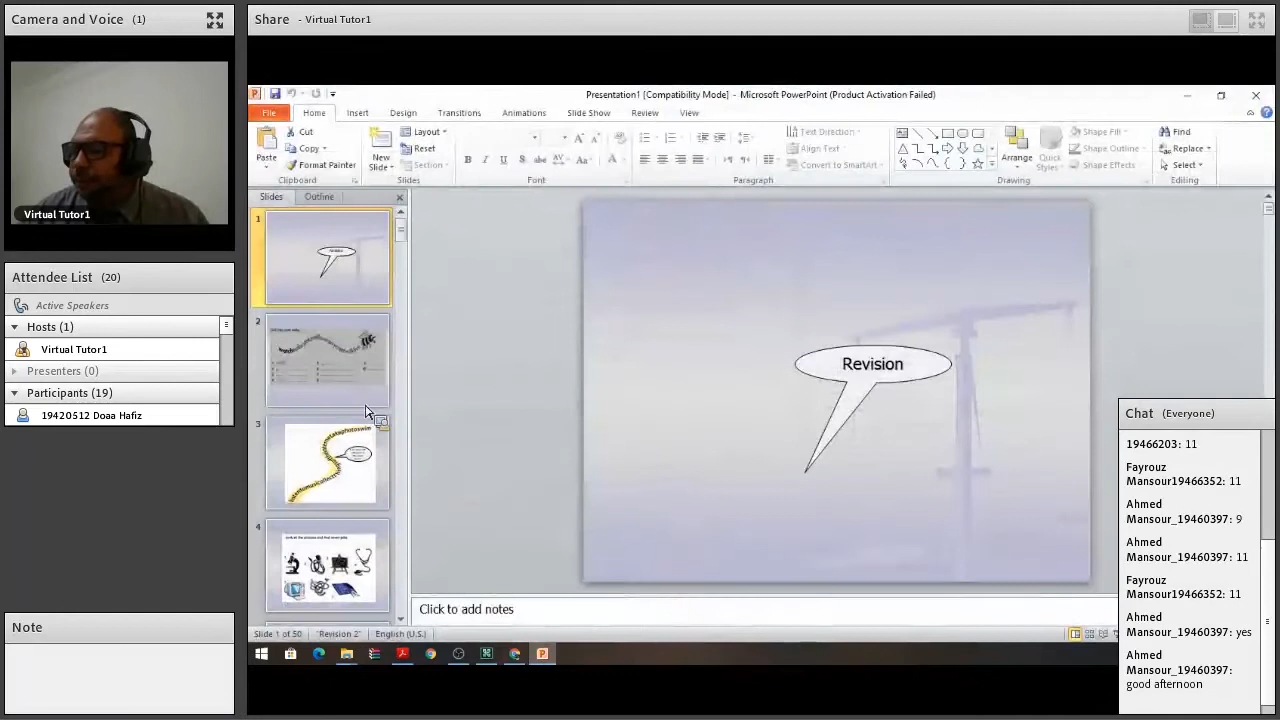 Camera and Voice (1)
Virtual Tutor1
Attendee List (20)
Active Speakers
Hosts (1)
Virtual Tutor1
Presenters (0)
Participants (19)
19420512 Doaa Hafiz
Note
Share - Virtual Tutor1
Presentation1 [Compatibility Mode] - Microsoft PowerPoint (Product Activation Failed)
File Home Insert Design Transitions Animations Slide Show Review View
Paste
Cut
Copy
Format Painter
Clipboard
New Slide
Layout
Reset
Section
Slides
Font
Text Direction
Align Text
Convert to SmartArt
Paragraph
Arrange
Quick Styles
Shape Fill
Shape Outline
Shape Effects
Drawing
Find
Replace
Select
Editing
Slides Outline
1
2
3
4
Revision
Click to add notes
Slide 1 of 50 "Revision 2" English (U.S.)
Chat (Everyone)
19466203: 11
Fayrouz
Mansour19466352: 11
Ahmed
Mansour_19460397: 9
Ahmed
Mansour_19460397: 11
Fayrouz
Mansour19466352: 11
Ahmed
Mansour_19460397: yes
Ahmed
Mansour_19460397:
good afternoon